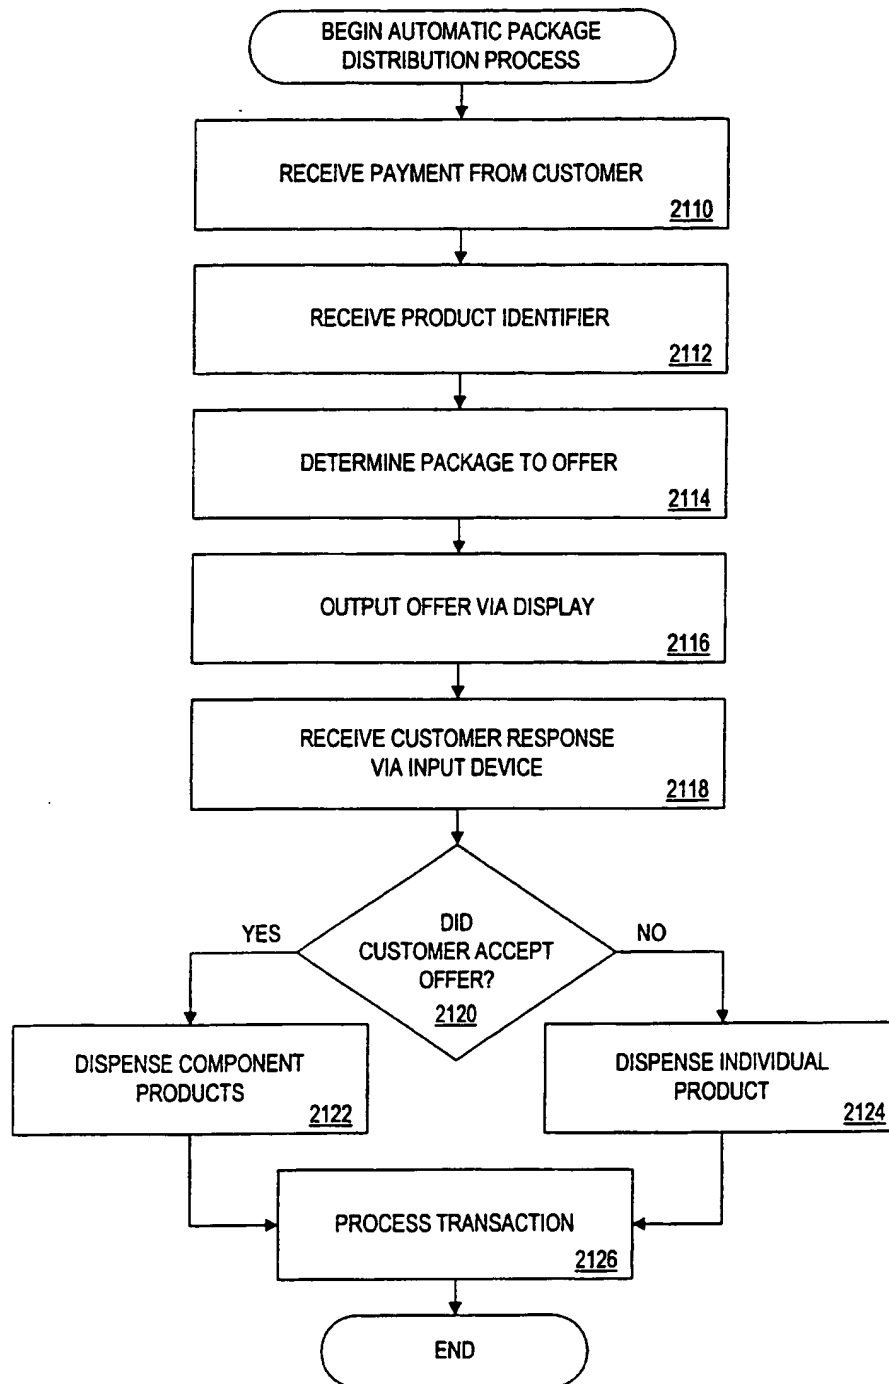 BEGIN AUTOMATIC PACKAGE
DISTRIBUTION PROCESS
RECEIVE PAYMENT FROM CUSTOMER
2110
RECEIVE PRODUCT IDENTIFIER
2112
DETERMINE PACKAGE TO OFFER
2114
OUTPUT OFFER VIA DISPLAY
2116
RECEIVE CUSTOMER RESPONSE
VIA INPUT DEVICE
2118
DID
CUSTOMER ACCEPT
OFFER?
2120
YES
NO
DISPENSE COMPONENT
PRODUCTS
2122
DISPENSE INDIVIDUAL
PRODUCT
2124
PROCESS TRANSACTION
2126
END